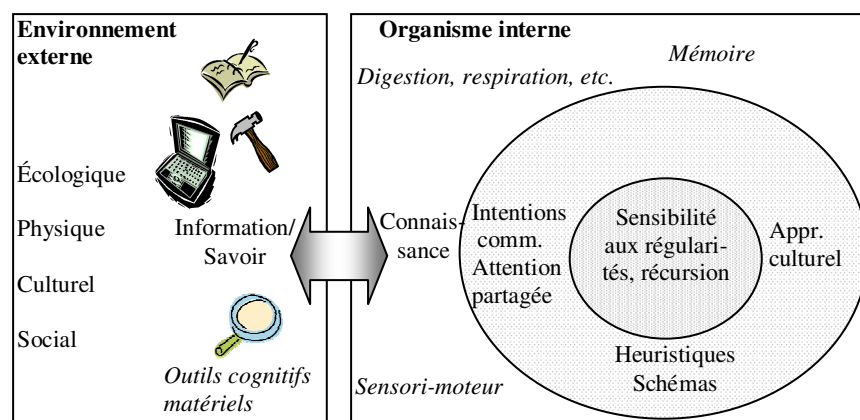 Environnement
externe
Écologique
Physique
Culturel
Social
Information/
Savoir
Outils cognitifs
matériels
Organisme interne
Mémoire
Digestion, respiration, etc.
Connais-
sance
Intentions
comm.
Attention
partagée
Sensibilité
aux régulari-
tés, récursion
Appr.
culturel
Heuristiques
Schémas
Sensori-moteur